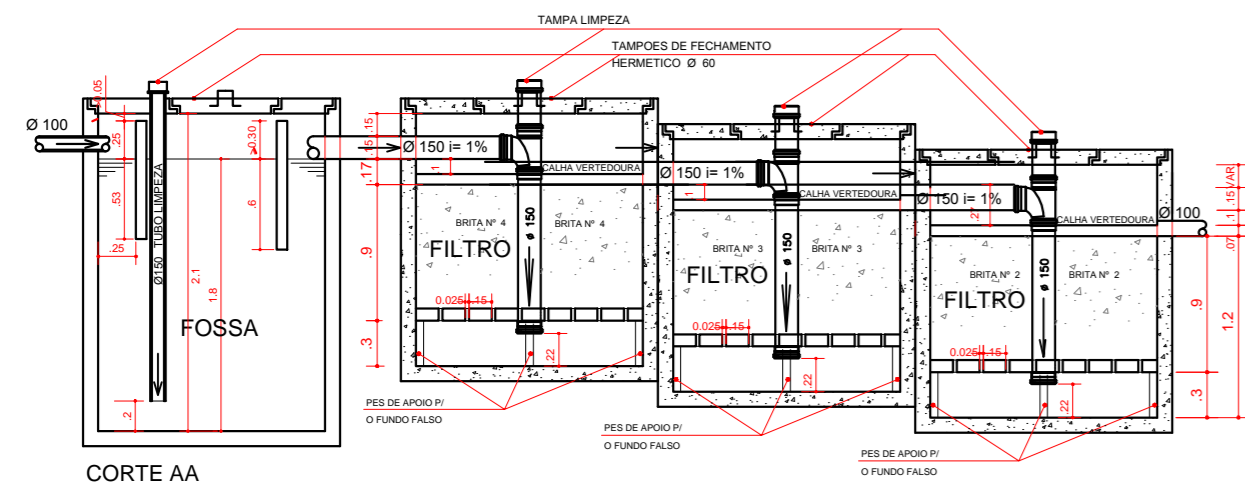 TAMPA LIMPEZA
TAMPOES DE FECHAMENTO
HERMETICO Ø 60
Ø 100
.25
.53
.25
Ø150 TUBO LIMPEZA
.2
2.1
1.8
.6
FOSSA
.15
.15
.17
.9
.3
Ø 150 i= 1%
.1
CALHA VERTEDOURA
BRITA Nº 4
BRITA Nº 4
FILTRO
ø 150
0.025
.15
.22
PES DE APOIO P/
O FUNDO FALSO
Ø 150 i= 1%
.1
CALHA VERTEDOURA
BRITA Nº 3
BRITA Nº 3
FILTRO
ø 150
0.025
.15
.22
PES DE APOIO P/
O FUNDO FALSO
Ø 150 i= 1%
CALHA VERTEDOURA
Ø 100
BRITA Nº 2
BRITA Nº 2
FILTRO
ø 150
0.025
.15
.22
PES DE APOIO P/
O FUNDO FALSO
VAR
.15
.1
.07
.9
1.2
.3
CORTE AA